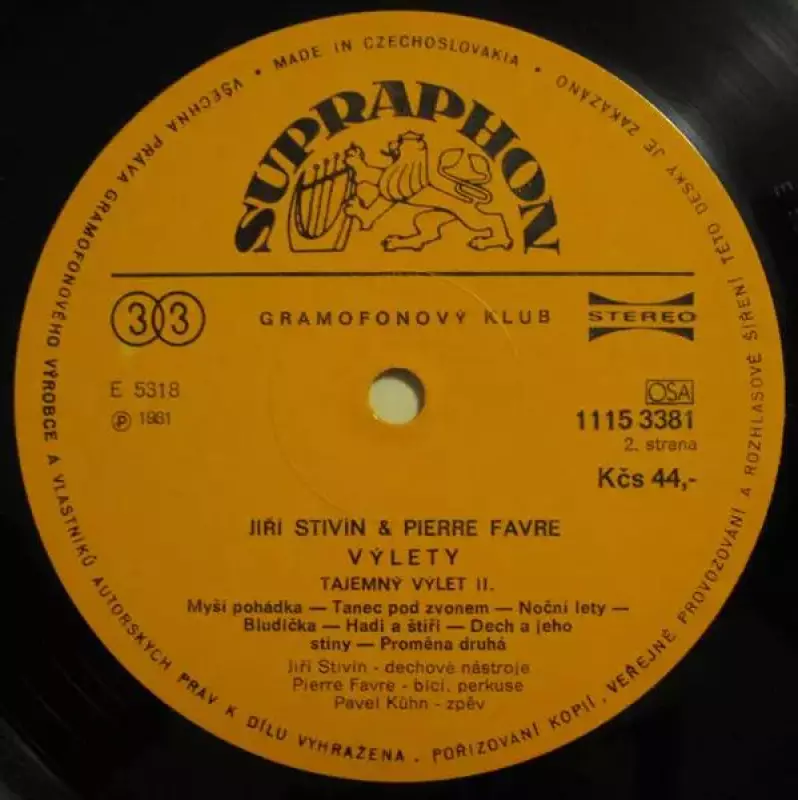 MADE IN CZECHOSLOVAKIA •
VŠECHNA PRÁVA GRAMOFONOVÉHO VÝROBCE A VLASTNÍKŮ AUTORSKÝCH PRÁV K DÍLU VYHRAŽENA. POŘIZOVÁNÍ KOPIÍ, VEŘEJNÉ PROVOZOVÁNÍ A ROZHLASOVÉ ŠÍŘENÍ TÉTO DESKY JE ZAKÁZÁNO
SUPRAPHON
33
GRAMOFONOVÝ KLUB
STEREO
E 5318
℗ 1981
OSA
1115 3381
2. strana
Kčs 44,-
JIŘÍ STIVÍN & PIERRE FAVRE
VÝLETY
TAJEMNÝ VÝLET II.
Myší pohádka — Tanec pod zvonem — Noční lety —
Bludička — Hadi a štíři — Dech a jeho
stíny — Proměna druhá
Jiří Stivín - dechové nástroje
Pierre Favre - bicí, perkuse
Pavel Kühn - zpěv